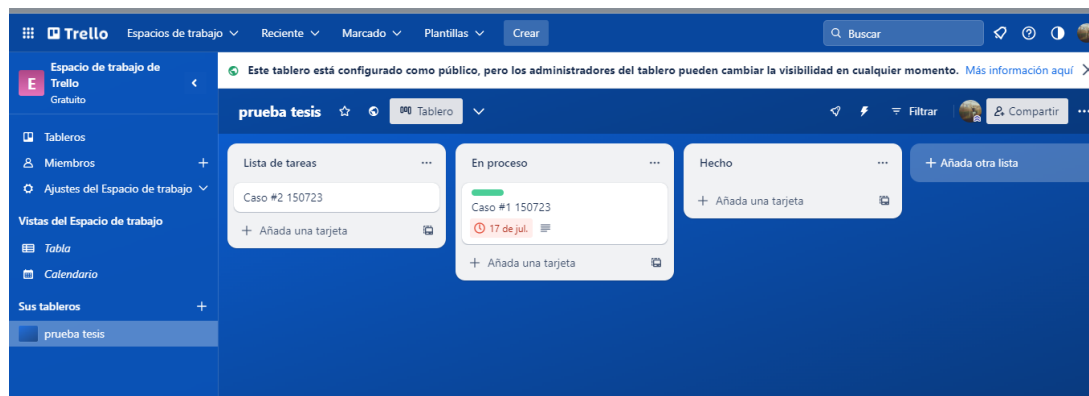 Trello Espacios de trabajo Reciente Marcado Plantillas Crear Buscar
E
Espacio de trabajo de
Trello
Gratuito
Tableros
Miembros
Ajustes del Espacio de trabajo
Vistas del Espacio de trabajo
Tabla
Calendario
Sus tableros
prueba tesis
Este tablero está configurado como público, pero los administradores del tablero pueden cambiar la visibilidad en cualquier momento. Más información aquí
prueba tesis Tablero Filtrar Compartir
Lista de tareas
Caso #2 150723
+ Añada una tarjeta
En proceso
Caso #1 150723
17 de jul.
+ Añada una tarjeta
Hecho
+ Añada una tarjeta
+ Añada otra lista